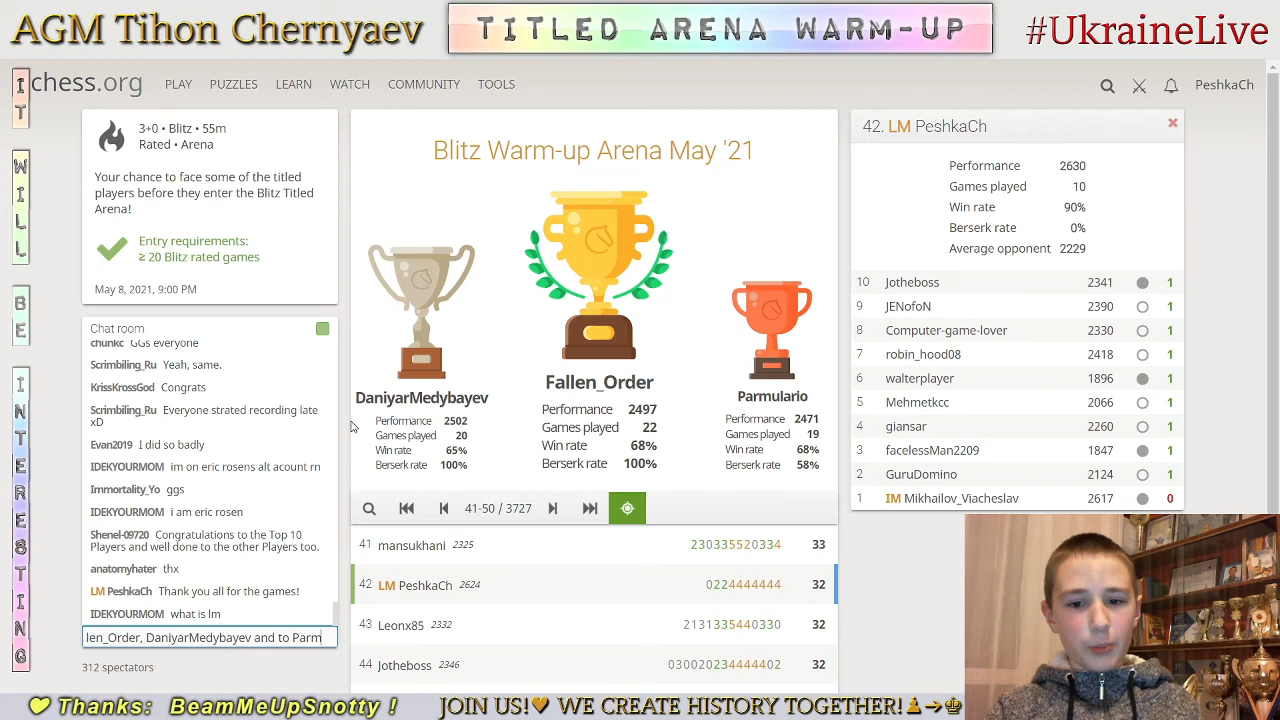 AGM Tihon Chernyaev
TITLED ARENA WARM-UP
#UkraineLive
IT WILL BE INTERESTING
chess.org
PLAY PUZZLES LEARN WATCH COMMUNITY TOOLS
PeshkaCh
3+0 • Blitz • 55m
Rated • Arena
Your chance to face some of the titled
players before they enter the Blitz Titled
Arena!
Entry requirements:
≥ 20 Blitz rated games
May 8, 2021, 9:00 PM
Chat room
chunkc GGs everyone
Scrimbiling_Ru Yeah, same.
KrissKrossGod Congrats
Scrimbiling_Ru Everyone strated recording late
xD
Evan2019 I did so badly
IDEKYOURMOM im on eric rosens alt acount rn
Immortality_Yo ggs
IDEKYOURMOM i am eric rosen
Shenel-09720 Congratulations to the Top 10
Players and well done to the other Players too.
anatomyhater thx
LM PeshkaCh Thank you all for the games!
IDEKYOURMOM what is lm
len_Order, DaniyarMedybayev and to Parm
312 spectators
Blitz Warm-up Arena May '21
DaniyarMedybayev
Performance 2502
Games played 20
Win rate 65%
Berserk rate 100%
Fallen_Order
Performance 2497
Games played 22
Win rate 68%
Berserk rate 100%
Parmulario
Performance 2471
Games played 19
Win rate 68%
Berserk rate 58%
41-50 / 3727
41 mansukhani 2325 230335520334 33
42 LM PeshkaCh 2624 0224444444 32
43 Leonx85 2332 2131335440330 32
44 Jotheboss 2346 030020234444402 32
42. LM PeshkaCh
Performance 2630
Games played 10
Win rate 90%
Berserk rate 0%
Average opponent 2229
10 Jotheboss 2341 1
9 JENofoN 2390 1
8 Computer-game-lover 2330 1
7 robin_hood08 2418 1
6 walterplayer 1896 1
5 Mehmetkcc 2066 1
4 giansar 2260 1
3 facelessMan2209 1847 1
2 GuruDomino 2124 1
1 IM Mikhailov_Viacheslav 2617 0
Thanks: BeamMeUpSnotty !
JOIN US!♥ WE CREATE HISTORY TOGETHER!♟→♚